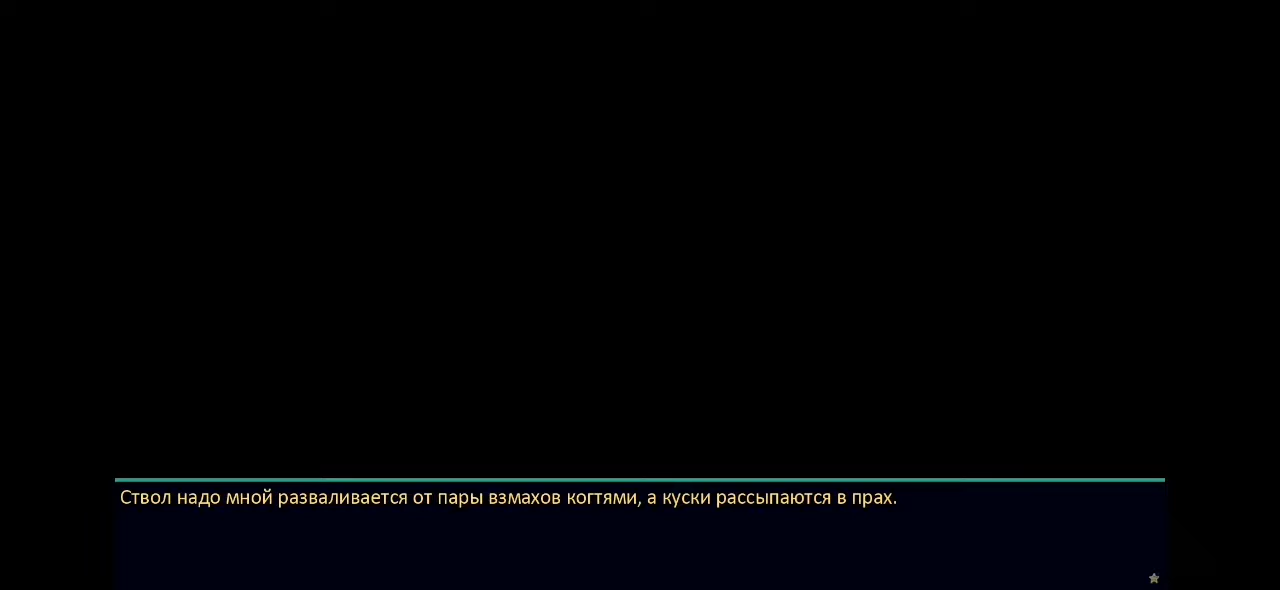 Ствол надо мной разваливается от пары взмахов когтями, а куски рассыпаются в прах.